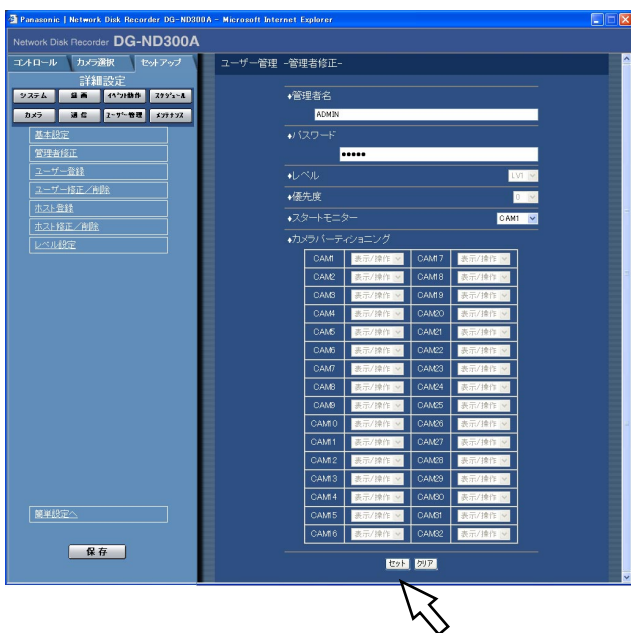 Panasonic | Network Disk Recorder DG-ND300A - Microsoft Internet Explorer
Network Disk Recorder DG-ND300A
コントロール カメラ選択 セットアップ
詳細設定
システム 録画 イベント動作 スケジュール
カメラ 通信 ユーザー管理 メンテナンス
基本設定
管理者修正
ユーザー登録
ユーザー修正／削除
ホスト登録
ホスト修正／削除
レベル設定
簡単設定へ
保存
ユーザー管理 -管理者修正-
♦管理者名
ADMIN
♦パスワード
●●●●●
♦レベル LV1
♦優先度 0
♦スタートモニター CAM1
♦カメラパーティショニング
CAM1 表示/操作 CAM17 表示/操作
CAM2 表示/操作 CAM18 表示/操作
CAM3 表示/操作 CAM19 表示/操作
CAM4 表示/操作 CAM20 表示/操作
CAM5 表示/操作 CAM21 表示/操作
CAM6 表示/操作 CAM22 表示/操作
CAM7 表示/操作 CAM23 表示/操作
CAM8 表示/操作 CAM24 表示/操作
CAM9 表示/操作 CAM25 表示/操作
CAM10 表示/操作 CAM26 表示/操作
CAM11 表示/操作 CAM27 表示/操作
CAM12 表示/操作 CAM28 表示/操作
CAM13 表示/操作 CAM29 表示/操作
CAM14 表示/操作 CAM30 表示/操作
CAM15 表示/操作 CAM31 表示/操作
CAM16 表示/操作 CAM32 表示/操作
セット クリア